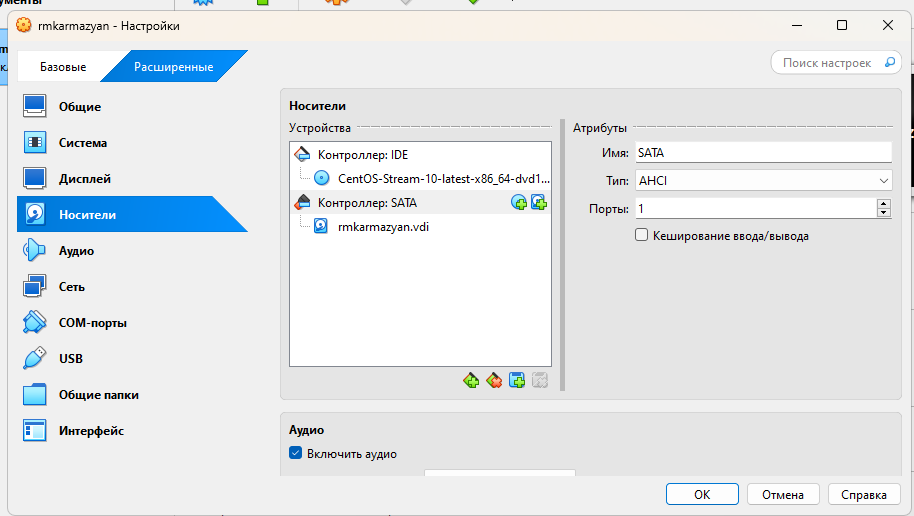 rmkarmazyan - Настройки
Базовые
Расширенные
Поиск настроек
Общие
Система
Дисплей
Носители
Аудио
Сеть
COM-порты
USB
Общие папки
Интерфейс
Носители
Устройства
Контроллер: IDE
CentOS-Stream-10-latest-x86_64-dvd1...
Контроллер: SATA
rmkarmazyan.vdi
Атрибуты
Имя: SATA
Тип: AHCI
Порты: 1
Кеширование ввода/вывода
Аудио
Включить аудио
OK
Отмена
Справка